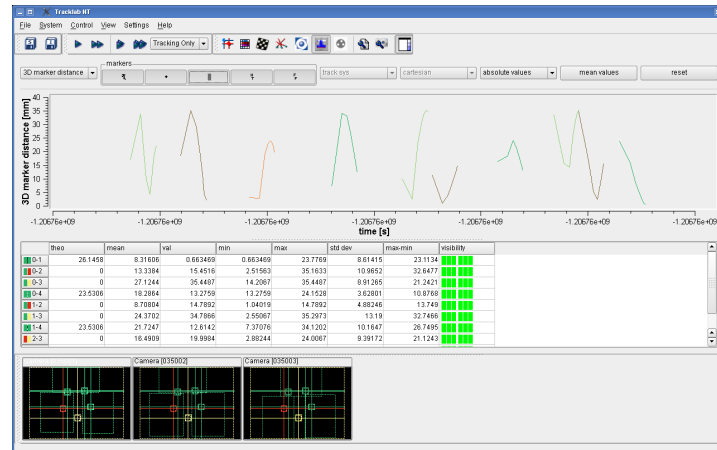 Tracklab HT
File System Control View Settings Help
Tracking Only
3D marker distance
markers
track sys
cartesian
absolute values
mean values
reset
3D marker distance [mm]
40
35
30
25
20
15
10
5
0
-1.20676e+09 -1.20676e+09 -1.20676e+09 -1.20676e+09 -1.20676e+09 -1.20676e+09 -1.20676e+09
time [s]
theo mean val min max std dev max-min visibility
0-1 26.1458 8.31606 0.663469 0.663469 23.7769 8.61415 23.1134
0-2 0 13.3384 15.4516 2.51563 35.1633 10.9652 32.6477
0-3 0 27.1244 35.4487 14.2067 35.4487 8.91265 21.2421
0-4 23.5306 18.2864 13.2759 13.2759 24.1528 3.62801 10.8768
1-2 0 8.70804 14.7892 1.04019 14.7892 4.88246 13.749
1-3 0 24.3702 34.7866 2.55067 35.2973 13.19 32.7466
1-4 23.5306 21.7247 12.6142 7.37076 34.1202 10.1647 26.7495
2-3 0 16.4909 19.9984 2.88244 24.0067 9.39172 21.1243
Camera [035002] Camera [035003]